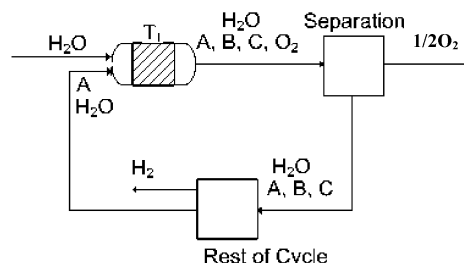 H₂O
T₁
H₂O
A, B, C, O₂
Separation
1/2O₂
A
H₂O
H₂
H₂O
A, B, C
Rest of Cycle